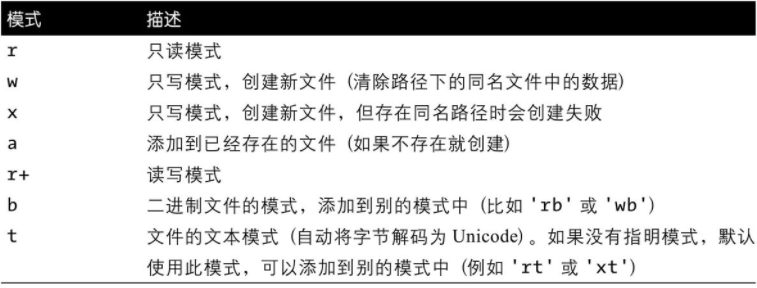 模式 描述
r 只读模式
w 只写模式，创建新文件 (清除路径下的同名文件中的数据)
x 只写模式，创建新文件，但存在同名路径时会创建失败
a 添加到已经存在的文件 (如果不存在就创建)
r+ 读写模式
b 二进制文件的模式，添加到别的模式中 (比如 'rb' 或 'wb')
t 文件的文本模式 (自动将字节解码为 Unicode)。如果没有指明模式，默认
使用此模式，可以添加到别的模式中 (例如 'rt' 或 'xt')